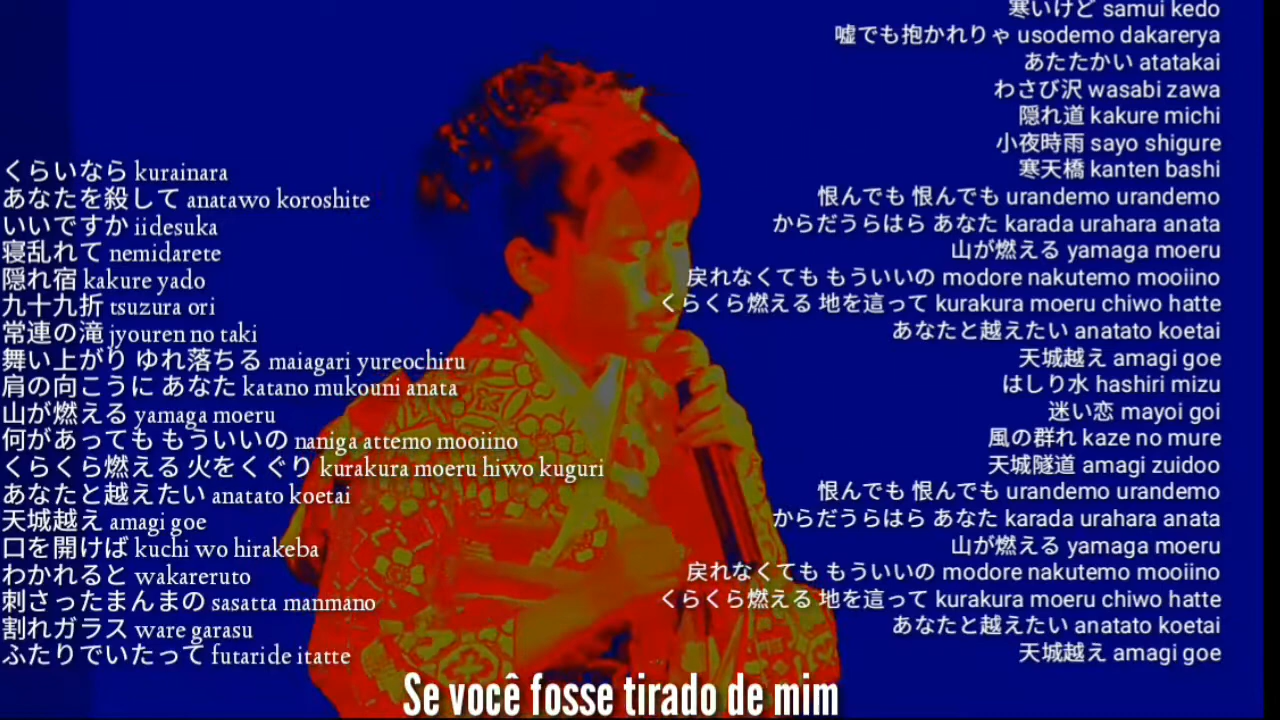 くらいなら kurainara
あなたを殺して anatawo koroshite
いいですか iidesuka
寝乱れて nemidarete
隠れ宿 kakure yado
九十九折 tsuzura ori
常連の滝 jyouren no taki
舞い上がり ゆれ落ちる maiagari yureochiru
肩の向こうに あなた katano mukouni anata
山が燃える yamaga moeru
何があっても もういいの naniga attemo mooiino
くらくら燃える 火をくぐり kurakura moeru hiwo kuguri
あなたと越えたい anatato koetai
天城越え amagi goe
口を開けば kuchi wo hirakeba
わかれると wakareruto
刺さったまんまの sasatta manmano
割れガラス ware garasu
ふたりでいたって futaride itatte
寒いけど samui kedo
嘘でも抱かれりゃ usodemo dakarerya
あたたかい atatakai
わさび沢 wasabi zawa
隠れ道 kakure michi
小夜時雨 sayo shigure
寒天橋 kanten bashi
恨んでも 恨んでも urandemo urandemo
からだうらはら あなた karada urahara anata
山が燃える yamaga moeru
戻れなくても もういいの modore nakutemo mooiino
くらくら燃える 地を這って kurakura moeru chiwo hatte
あなたと越えたい anatato koetai
天城越え amagi goe
はしり水 hashiri mizu
迷い恋 mayoi goi
風の群れ kaze no mure
天城隧道 amagi zuidoo
恨んでも 恨んでも urandemo urandemo
からだうらはら あなた karada urahara anata
山が燃える yamaga moeru
戻れなくても もういいの modore nakutemo mooiino
くらくら燃える 地を這って kurakura moeru chiwo hatte
あなたと越えたい anatato koetai
天城越え amagi goe
Se você fosse tirado de mim